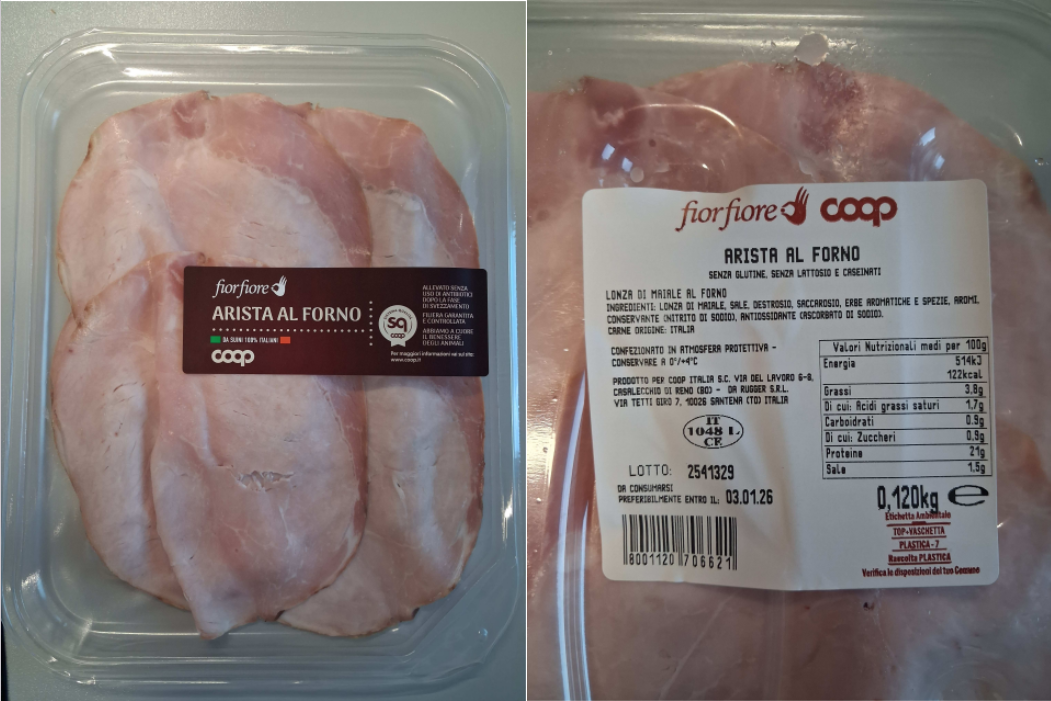 fiorfiore
ARISTA AL FORNO
DA SUINI 100% ITALIANI
coop
sq
coop
ALLEVATO SENZA
USO DI ANTIBIOTICI
DOPO LA FASE
DI SVEZZAMENTO
FILIERA GARANTITA
E CONTROLLATA
ABBIAMO A CUORE
IL BENESSERE
DEGLI ANIMALI
Per maggiori informazioni vai sul sito:
www.coop.it
fiorfiore coop
ARISTA AL FORNO
SENZA GLUTINE, SENZA LATTOSIO E CASEINATI
LONZA DI MAIALE AL FORNO
INGREDIENTI: LONZA DI MAIALE, SALE, DESTROSIO, SACCAROSIO, ERBE AROMATICHE E SPEZIE, AROMI,
CONSERVANTE (NITRITO DI SODIO), ANTIOSSIDANTE (ASCORBATO DI SODIO).
CARNE ORIGINE: ITALIA
CONFEZIONATO IN ATMOSFERA PROTETTIVA -
CONSERVARE A 0°/+4°C
PRODOTTO PER COOP ITALIA S.C. VIA DEL LAVORO 6-8,
CASALECCHIO DI RENO (BO) - DA RUGGER S.R.L.
VIA TETTI GIRO 7, 10026 SANTENA (TO) ITALIA
IT
1048 L
CE
LOTTO: 2541329
DA CONSUMARSI
PREFERIBILMENTE ENTRO IL: 03.01.26
8001120 706621
Valori Nutrizionali medi per 100g
Energia 514kJ
122kcal
Grassi 3,8g
Di cui: Acidi grassi saturi 1,7g
Carboidrati 0,9g
Di cui: Zuccheri 0,9g
Proteine 21g
Sale 1,5g
0,120kg e
Etichetta Ambientale
TOP+VASCHETTA
PLASTICA-7
Raccolta PLASTICA
Verifica le disposizioni del tuo Comune